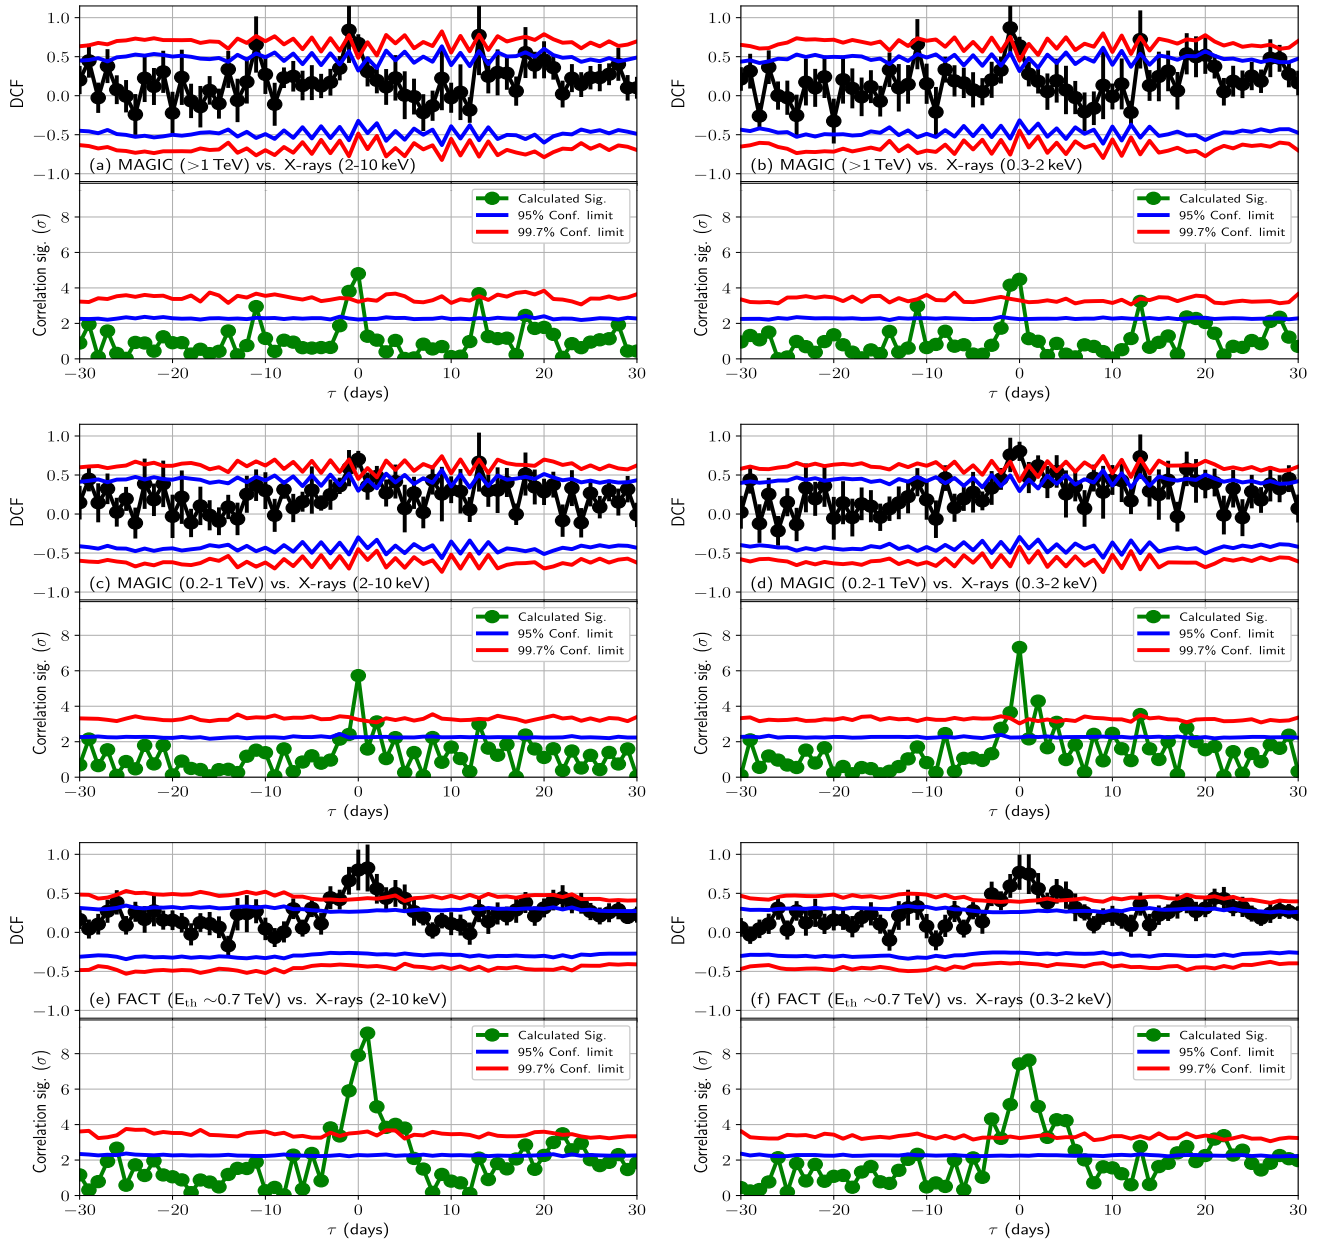 1.0
0.5
0.0
−0.5
−1.0
DCF
(a) MAGIC (>1 TeV) vs. X-rays (2-10 keV)
8
6
4
2
0
Correlation sig. (σ)
Calculated Sig.
95% Conf. limit
99.7% Conf. limit
−30 −20 −10 0 10 20 30
τ (days)
1.0
0.5
0.0
−0.5
−1.0
DCF
(b) MAGIC (>1 TeV) vs. X-rays (0.3-2 keV)
8
6
4
2
0
Correlation sig. (σ)
Calculated Sig.
95% Conf. limit
99.7% Conf. limit
−30 −20 −10 0 10 20 30
τ (days)
1.0
0.5
0.0
−0.5
−1.0
DCF
(c) MAGIC (0.2-1 TeV) vs. X-rays (2-10 keV)
8
6
4
2
0
Correlation sig. (σ)
Calculated Sig.
95% Conf. limit
99.7% Conf. limit
−30 −20 −10 0 10 20 30
τ (days)
1.0
0.5
0.0
−0.5
−1.0
DCF
(d) MAGIC (0.2-1 TeV) vs. X-rays (0.3-2 keV)
8
6
4
2
0
Correlation sig. (σ)
Calculated Sig.
95% Conf. limit
99.7% Conf. limit
−30 −20 −10 0 10 20 30
τ (days)
1.0
0.5
0.0
−0.5
−1.0
DCF
(e) FACT (E_th ∼0.7 TeV) vs. X-rays (2-10 keV)
8
6
4
2
0
Correlation sig. (σ)
Calculated Sig.
95% Conf. limit
99.7% Conf. limit
−30 −20 −10 0 10 20 30
τ (days)
1.0
0.5
0.0
−0.5
−1.0
DCF
(f) FACT (E_th ∼0.7 TeV) vs. X-rays (0.3-2 keV)
8
6
4
2
0
Correlation sig. (σ)
Calculated Sig.
95% Conf. limit
99.7% Conf. limit
−30 −20 −10 0 10 20 30
τ (days)